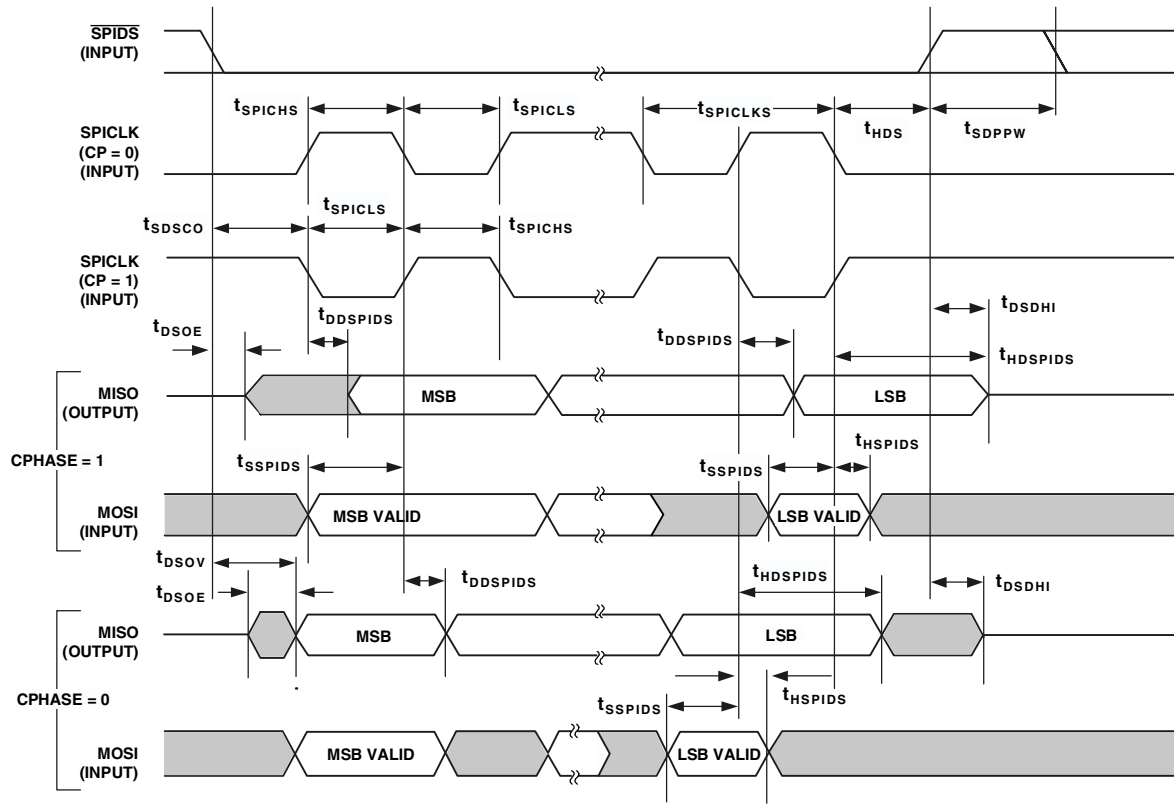 SPIDS
(INPUT)
tSPICHS
tSPICLS
tSPICLKS
tHDS
tSDPPW
SPICLK
(CP = 0)
(INPUT)
tSDSCO
tSPICLS
tSPICHS
SPICLK
(CP = 1)
(INPUT)
tDSOE
tDDSPIDS
tDDSPIDS
tDSDHI
tHDSPIDS
MISO
(OUTPUT)
MSB
LSB
CPHASE = 1
tSSPIDS
tSSPIDS
tHSPIDS
MOSI
(INPUT)
MSB VALID
LSB VALID
tDSOV
tDSOE
tDDSPIDS
tHDSPIDS
tDSDHI
MISO
(OUTPUT)
MSB
LSB
CPHASE = 0
tSSPIDS
tHSPIDS
MOSI
(INPUT)
MSB VALID
LSB VALID